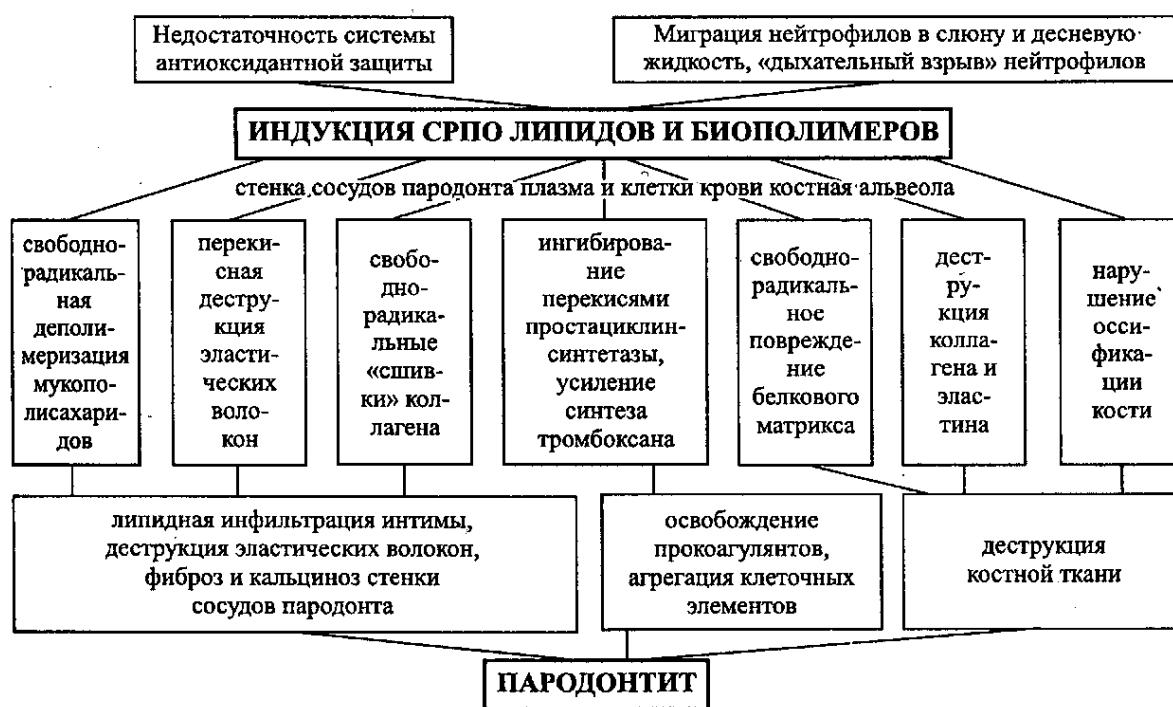 Недостаточность системы
антиоксидантной защиты
Миграция нейтрофилов в слюну и десневую
жидкость, «дыхательный взрыв» нейтрофилов
ИНДУКЦИЯ СРПО ЛИПИДОВ И БИОПОЛИМЕРОВ
стенка сосудов пародонта плазма и клетки крови костная альвеола
свободно-
радикаль-
ная
деполи-
меризация
мукопо-
лисахари-
дов
переки-
сная
деструк-
ция
эласти-
ческих
воло-
кон
свобо-
дно-
радика-
льные
«сшив-
ки» кол-
лагена
ингибирова-
ние
перекисями
простациклин-
синтетазы,
усиление
синтеза
тромбоксана
свободно-
радикаль-
ное
поврежде-
ние
белкового
матрикса
дест-
ру-
кция
колла-
гена и
элас-
тина
нару-
шение
осси-
фика-
ции
кости
липидная инфильтрация интимы,
деструкция эластических волокон,
фиброз и кальциноз стенки
сосудов пародонта
освобождение
прокоагулянтов,
агрегация клеточных
элементов
деструкция
костной ткани
ПАРОДОНТИТ